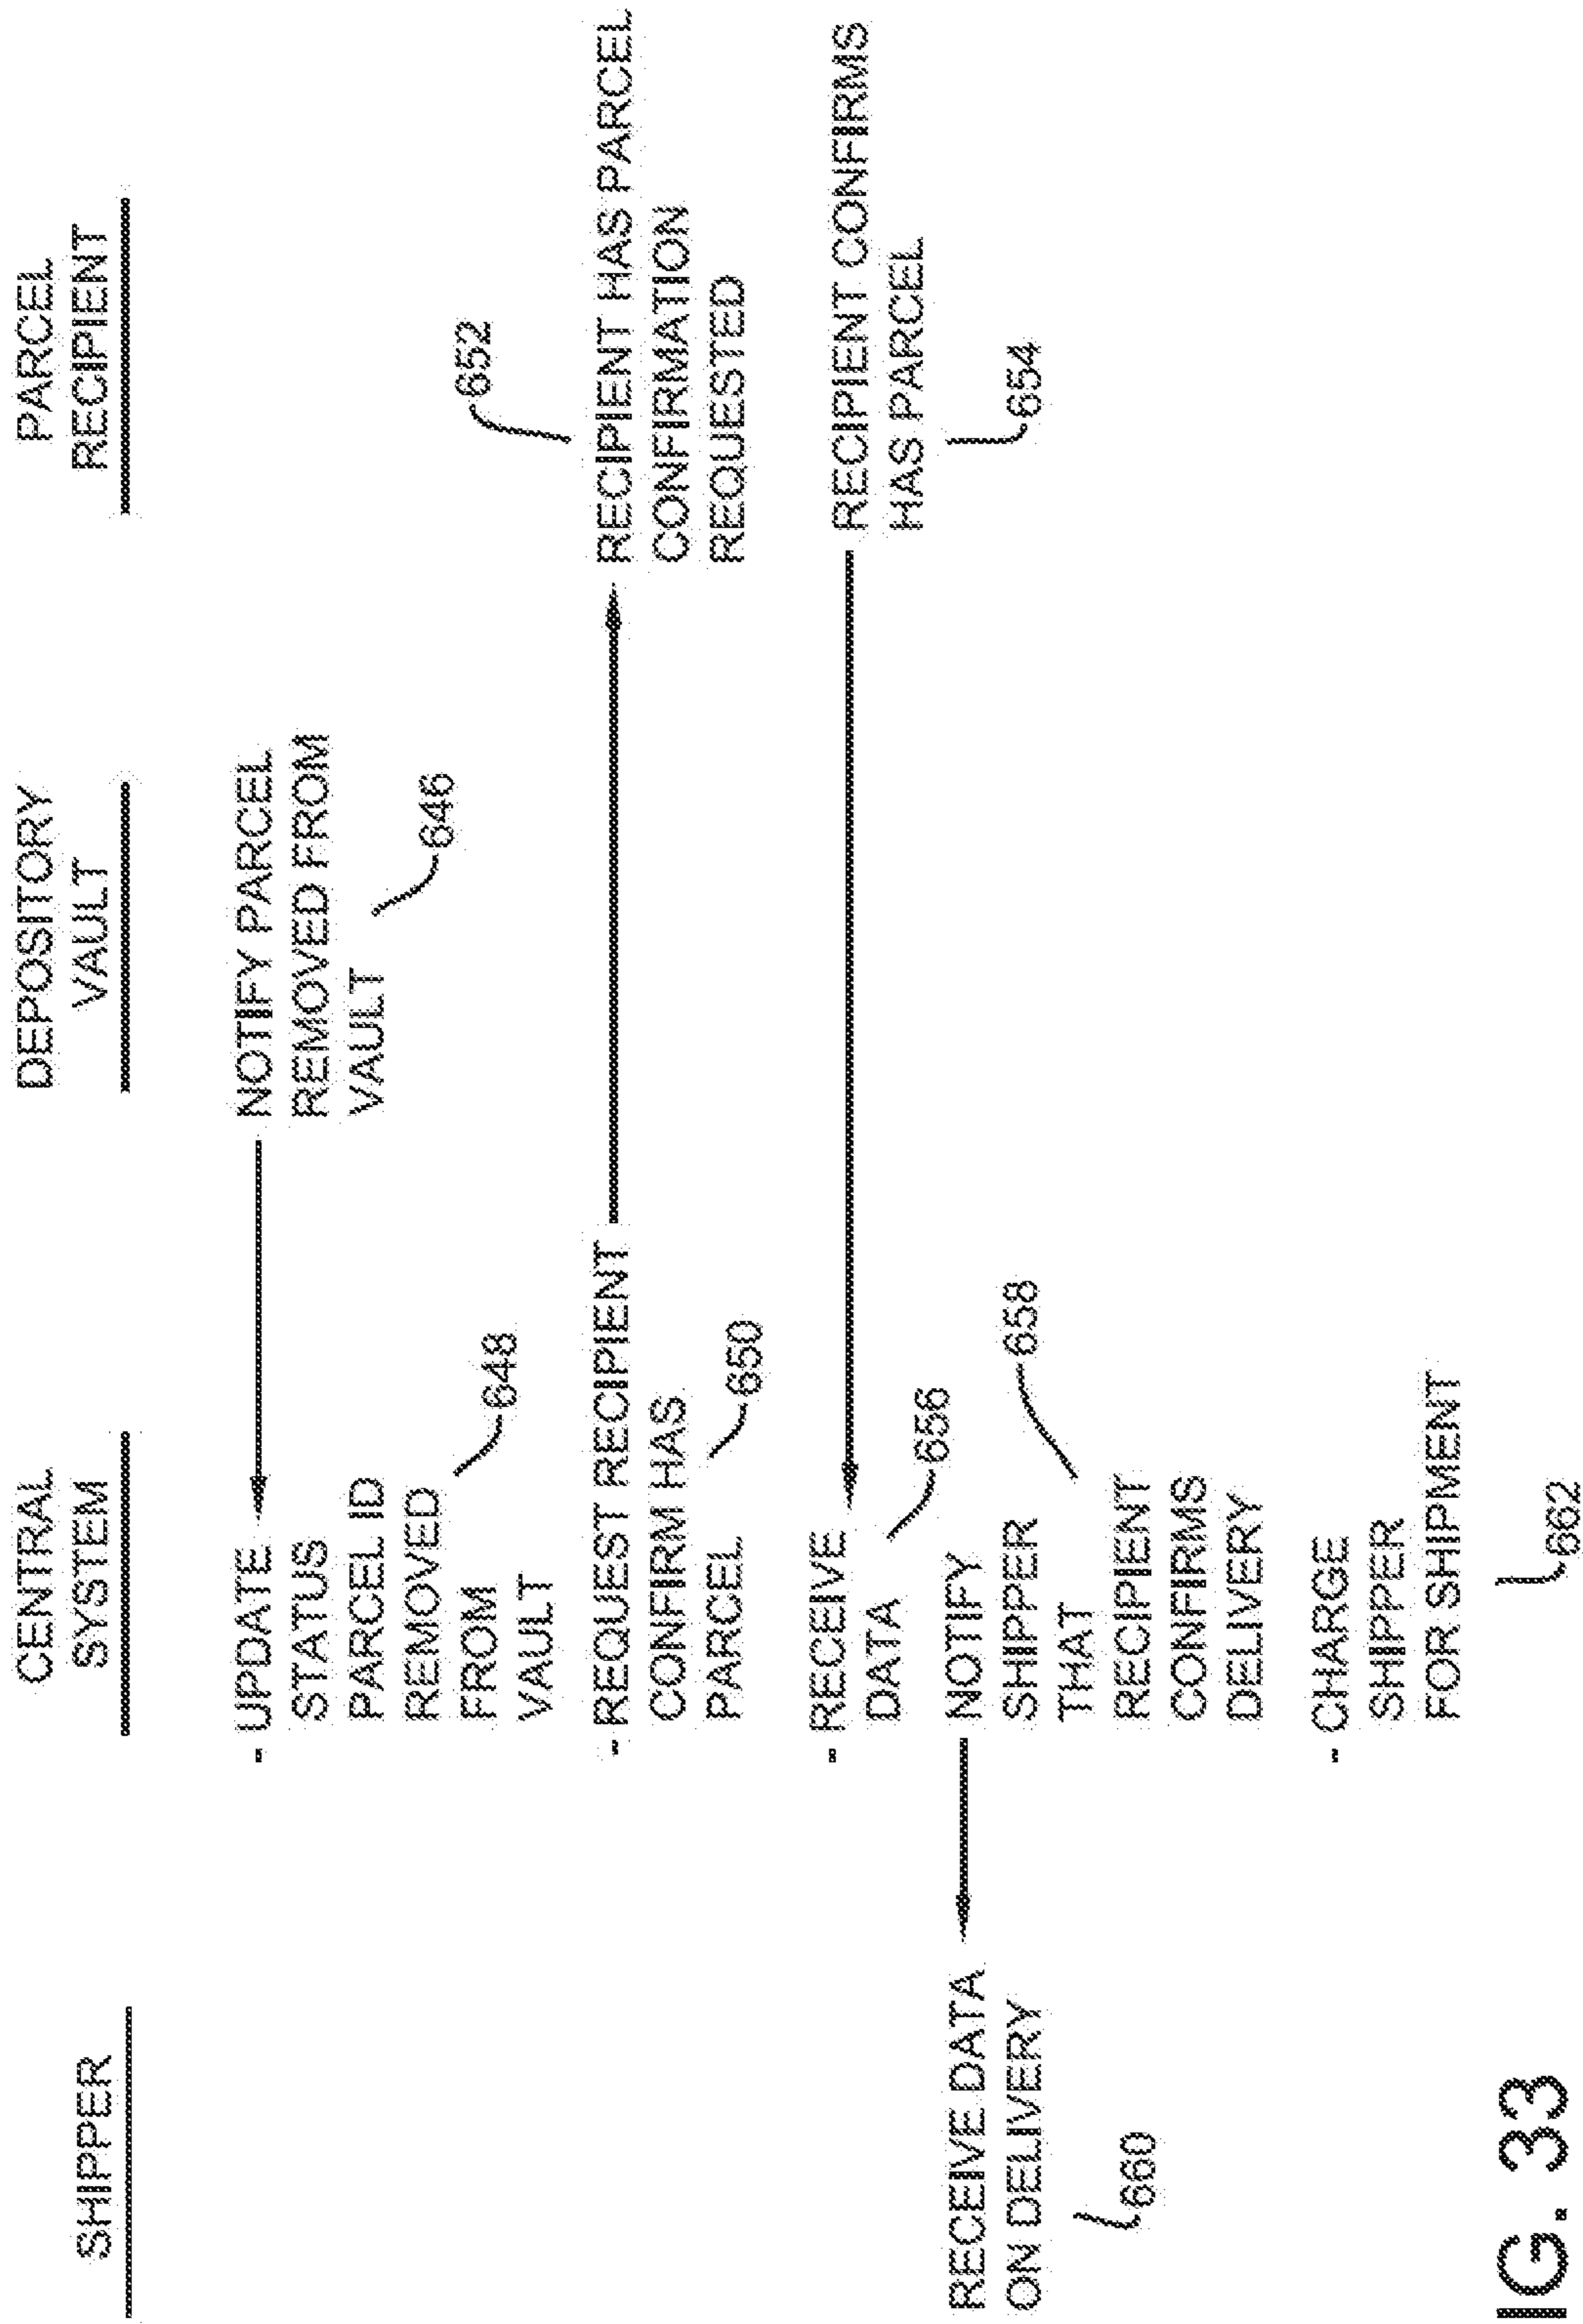 SHIPPER
CENTRAL
SYSTEM
DEPOSITORY
VAULT
PARCEL
RECIPIENT
NOTIFY PARCEL
REMOVED FROM
VAULT
646
- UPDATE
STATUS
PARCEL ID
REMOVED
FROM
VAULT
648
- REQUEST RECIPIENT
CONFIRM HAS
PARCEL
650
652
RECIPIENT HAS PARCEL
CONFIRMATION
REQUESTED
RECIPIENT CONFIRMS
HAS PARCEL
654
- RECEIVE
DATA
656
NOTIFY
SHIPPER
THAT
RECIPIENT
CONFIRMS
DELIVERY
658
RECEIVE DATA
ON DELIVERY
660
- CHARGE
SHIPPER
FOR SHIPMENT
662
IG. 33